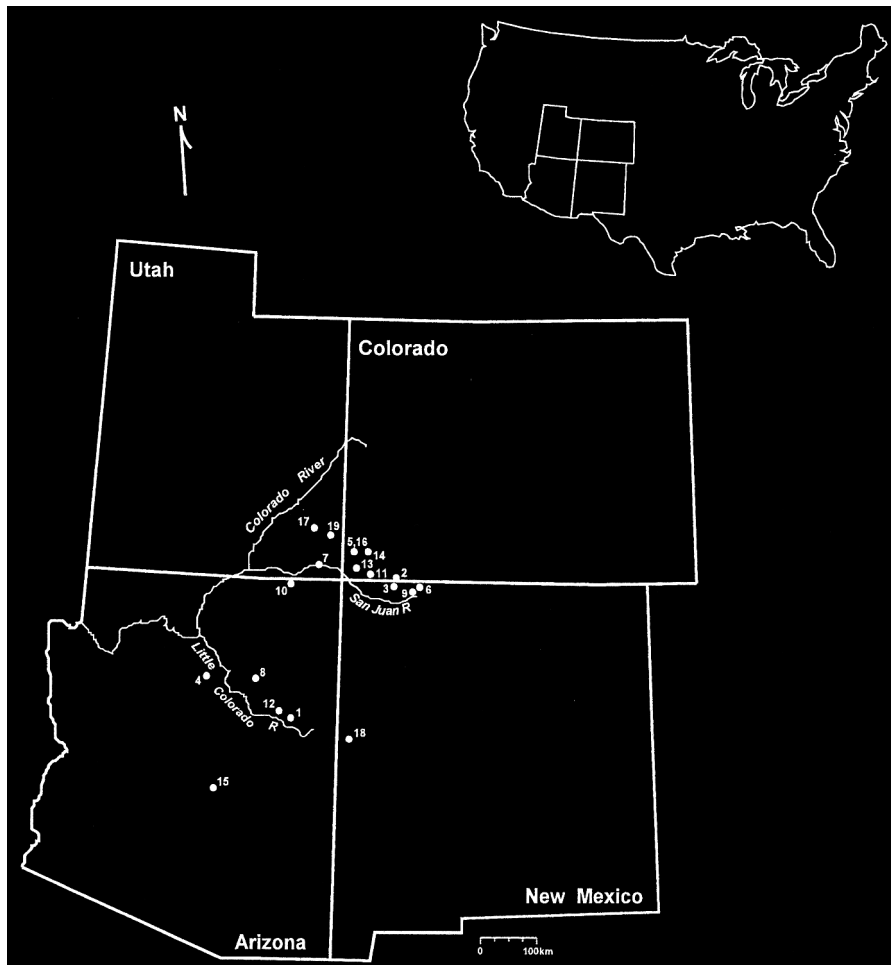 N
Utah
Colorado
Colorado River
17
19
5,16
14
7
13
11
2
10
3
9
6
San Juan R
Little
Colorado
R
4
8
12
1
18
15
New Mexico
Arizona
0 100km